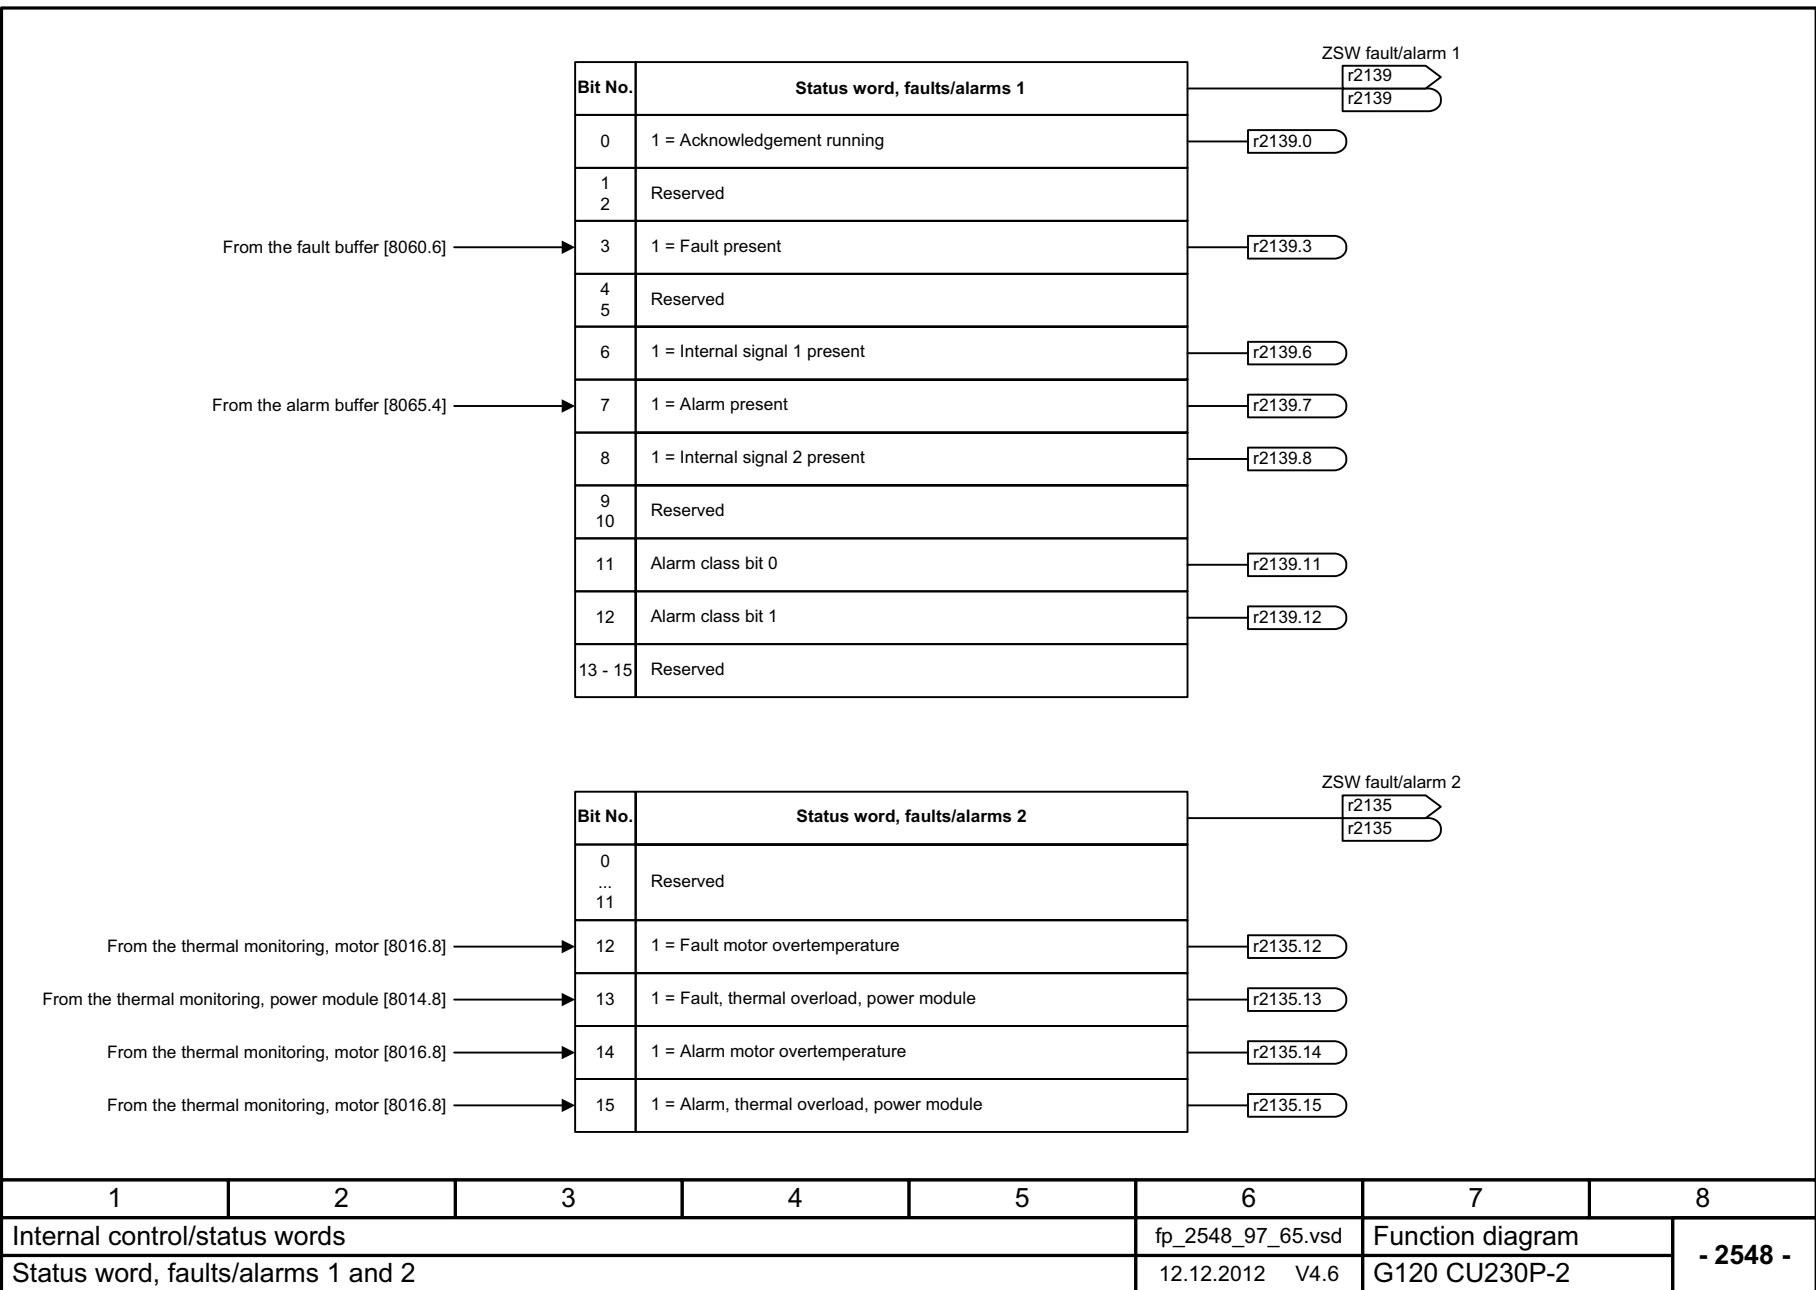 ZSW fault/alarm 1
Bit No. Status word, faults/alarms 1 r2139
r2139
0 1 = Acknowledgement running r2139.0
1
2 Reserved
From the fault buffer [8060.6] 3 1 = Fault present r2139.3
4
5 Reserved
6 1 = Internal signal 1 present r2139.6
From the alarm buffer [8065.4] 7 1 = Alarm present r2139.7
8 1 = Internal signal 2 present r2139.8
9
10 Reserved
11 Alarm class bit 0 r2139.11
12 Alarm class bit 1 r2139.12
13 - 15 Reserved
ZSW fault/alarm 2
Bit No. Status word, faults/alarms 2 r2135
r2135
0
... Reserved
11
From the thermal monitoring, motor [8016.8] 12 1 = Fault motor overtemperature r2135.12
From the thermal monitoring, power module [8014.8] 13 1 = Fault, thermal overload, power module r2135.13
From the thermal monitoring, motor [8016.8] 14 1 = Alarm motor overtemperature r2135.14
From the thermal monitoring, motor [8016.8] 15 1 = Alarm, thermal overload, power module r2135.15
1 2 3 4 5 6 7 8
Internal control/status words fp_2548_97_65.vsd Function diagram - 2548 -
Status word, faults/alarms 1 and 2 12.12.2012 V4.6 G120 CU230P-2